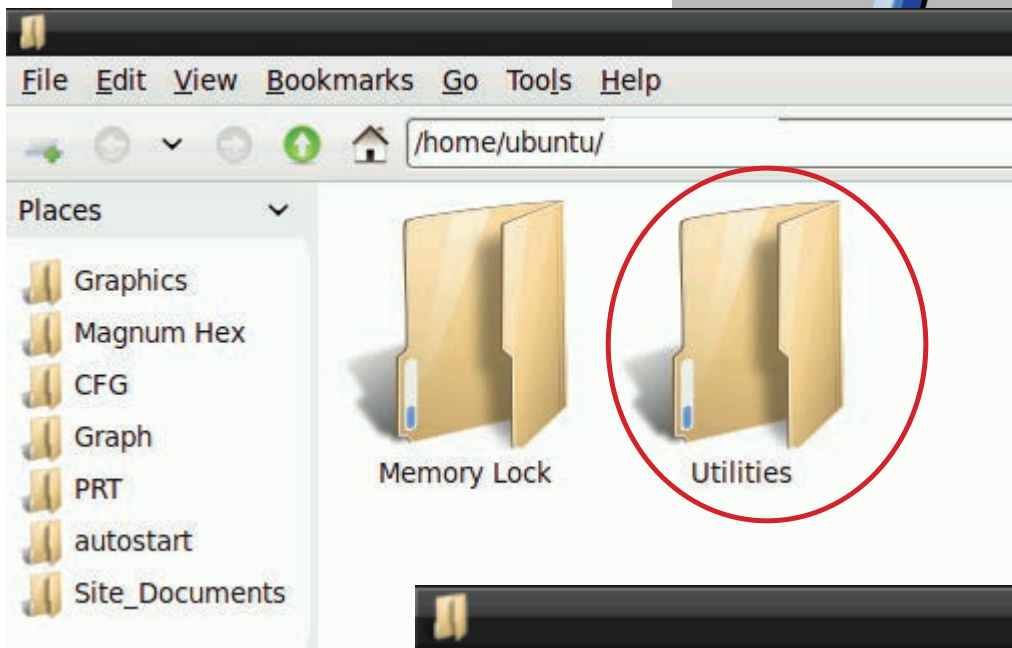 File Edit View Bookmarks Go Tools Help
/home/ubuntu/
Places
Graphics
Magnum Hex
CFG
Graph
PRT
autostart
Site_Documents
Memory Lock
Utilities